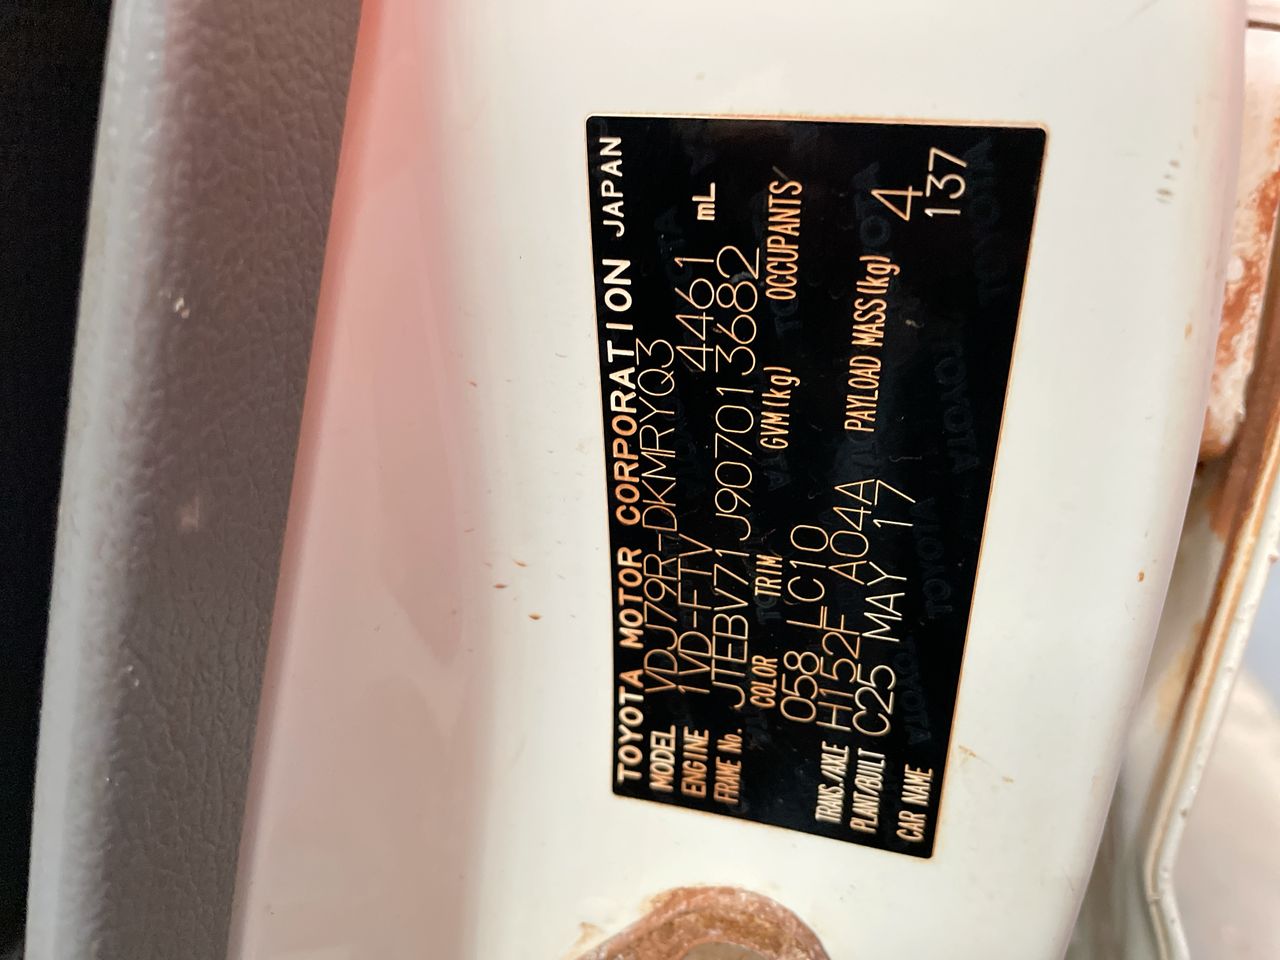 TOYOTA MOTOR CORPORATION JAPAN
MODEL VDJ79R-DKMRYQ3
ENGINE 1VD-FTV 4461 mL
FRAME No. JTEBV71J907013682
COLOR TRIM GVM(kg) OCCUPANTS
058 LC10
TRANS./AXLE H152F A04A PAYLOAD MASS(kg) 4
PLANT/BUILT C25 MAY 17 137
CAR NAME